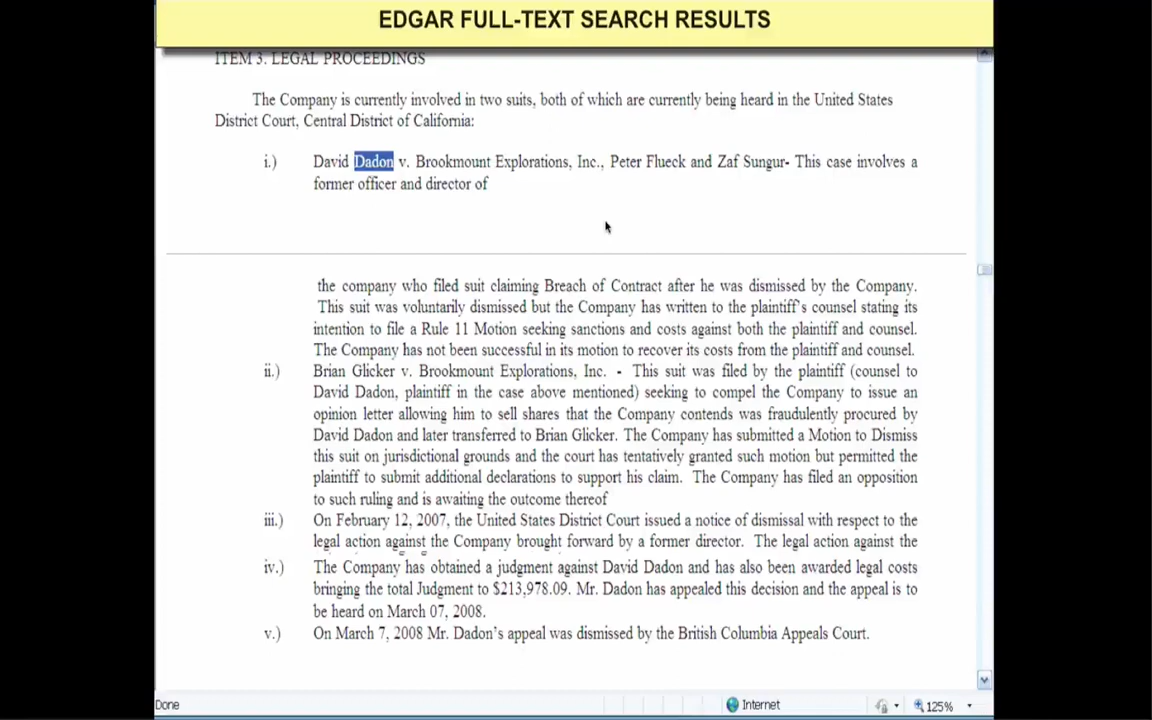 EDGAR FULL-TEXT SEARCH RESULTS
ITEM 3. LEGAL PROCEEDINGS
The Company is currently involved in two suits, both of which are currently being heard in the United States
District Court, Central District of California:
i.) David Dadon v. Brookmount Explorations, Inc., Peter Flueck and Zaf Sungur- This case involves a
former officer and director of
the company who filed suit claiming Breach of Contract after he was dismissed by the Company.
This suit was voluntarily dismissed but the Company has written to the plaintiff's counsel stating its
intention to file a Rule 11 Motion seeking sanctions and costs against both the plaintiff and counsel.
The Company has not been successful in its motion to recover its costs from the plaintiff and counsel.
ii.) Brian Glicker v. Brookmount Explorations, Inc. - This suit was filed by the plaintiff (counsel to
David Dadon, plaintiff in the case above mentioned) seeking to compel the Company to issue an
opinion letter allowing him to sell shares that the Company contends was fraudulently procured by
David Dadon and later transferred to Brian Glicker. The Company has submitted a Motion to Dismiss
this suit on jurisdictional grounds and the court has tentatively granted such motion but permitted the
plaintiff to submit additional declarations to support his claim. The Company has filed an opposition
to such ruling and is awaiting the outcome thereof
iii.) On February 12, 2007, the United States District Court issued a notice of dismissal with respect to the
legal action against the Company brought forward by a former director. The legal action against the
iv.) The Company has obtained a judgment against David Dadon and has also been awarded legal costs
bringing the total Judgment to $213,978.09. Mr. Dadon has appealed this decision and the appeal is to
be heard on March 07, 2008.
v.) On March 7, 2008 Mr. Dadon's appeal was dismissed by the British Columbia Appeals Court.
Done Internet 125%